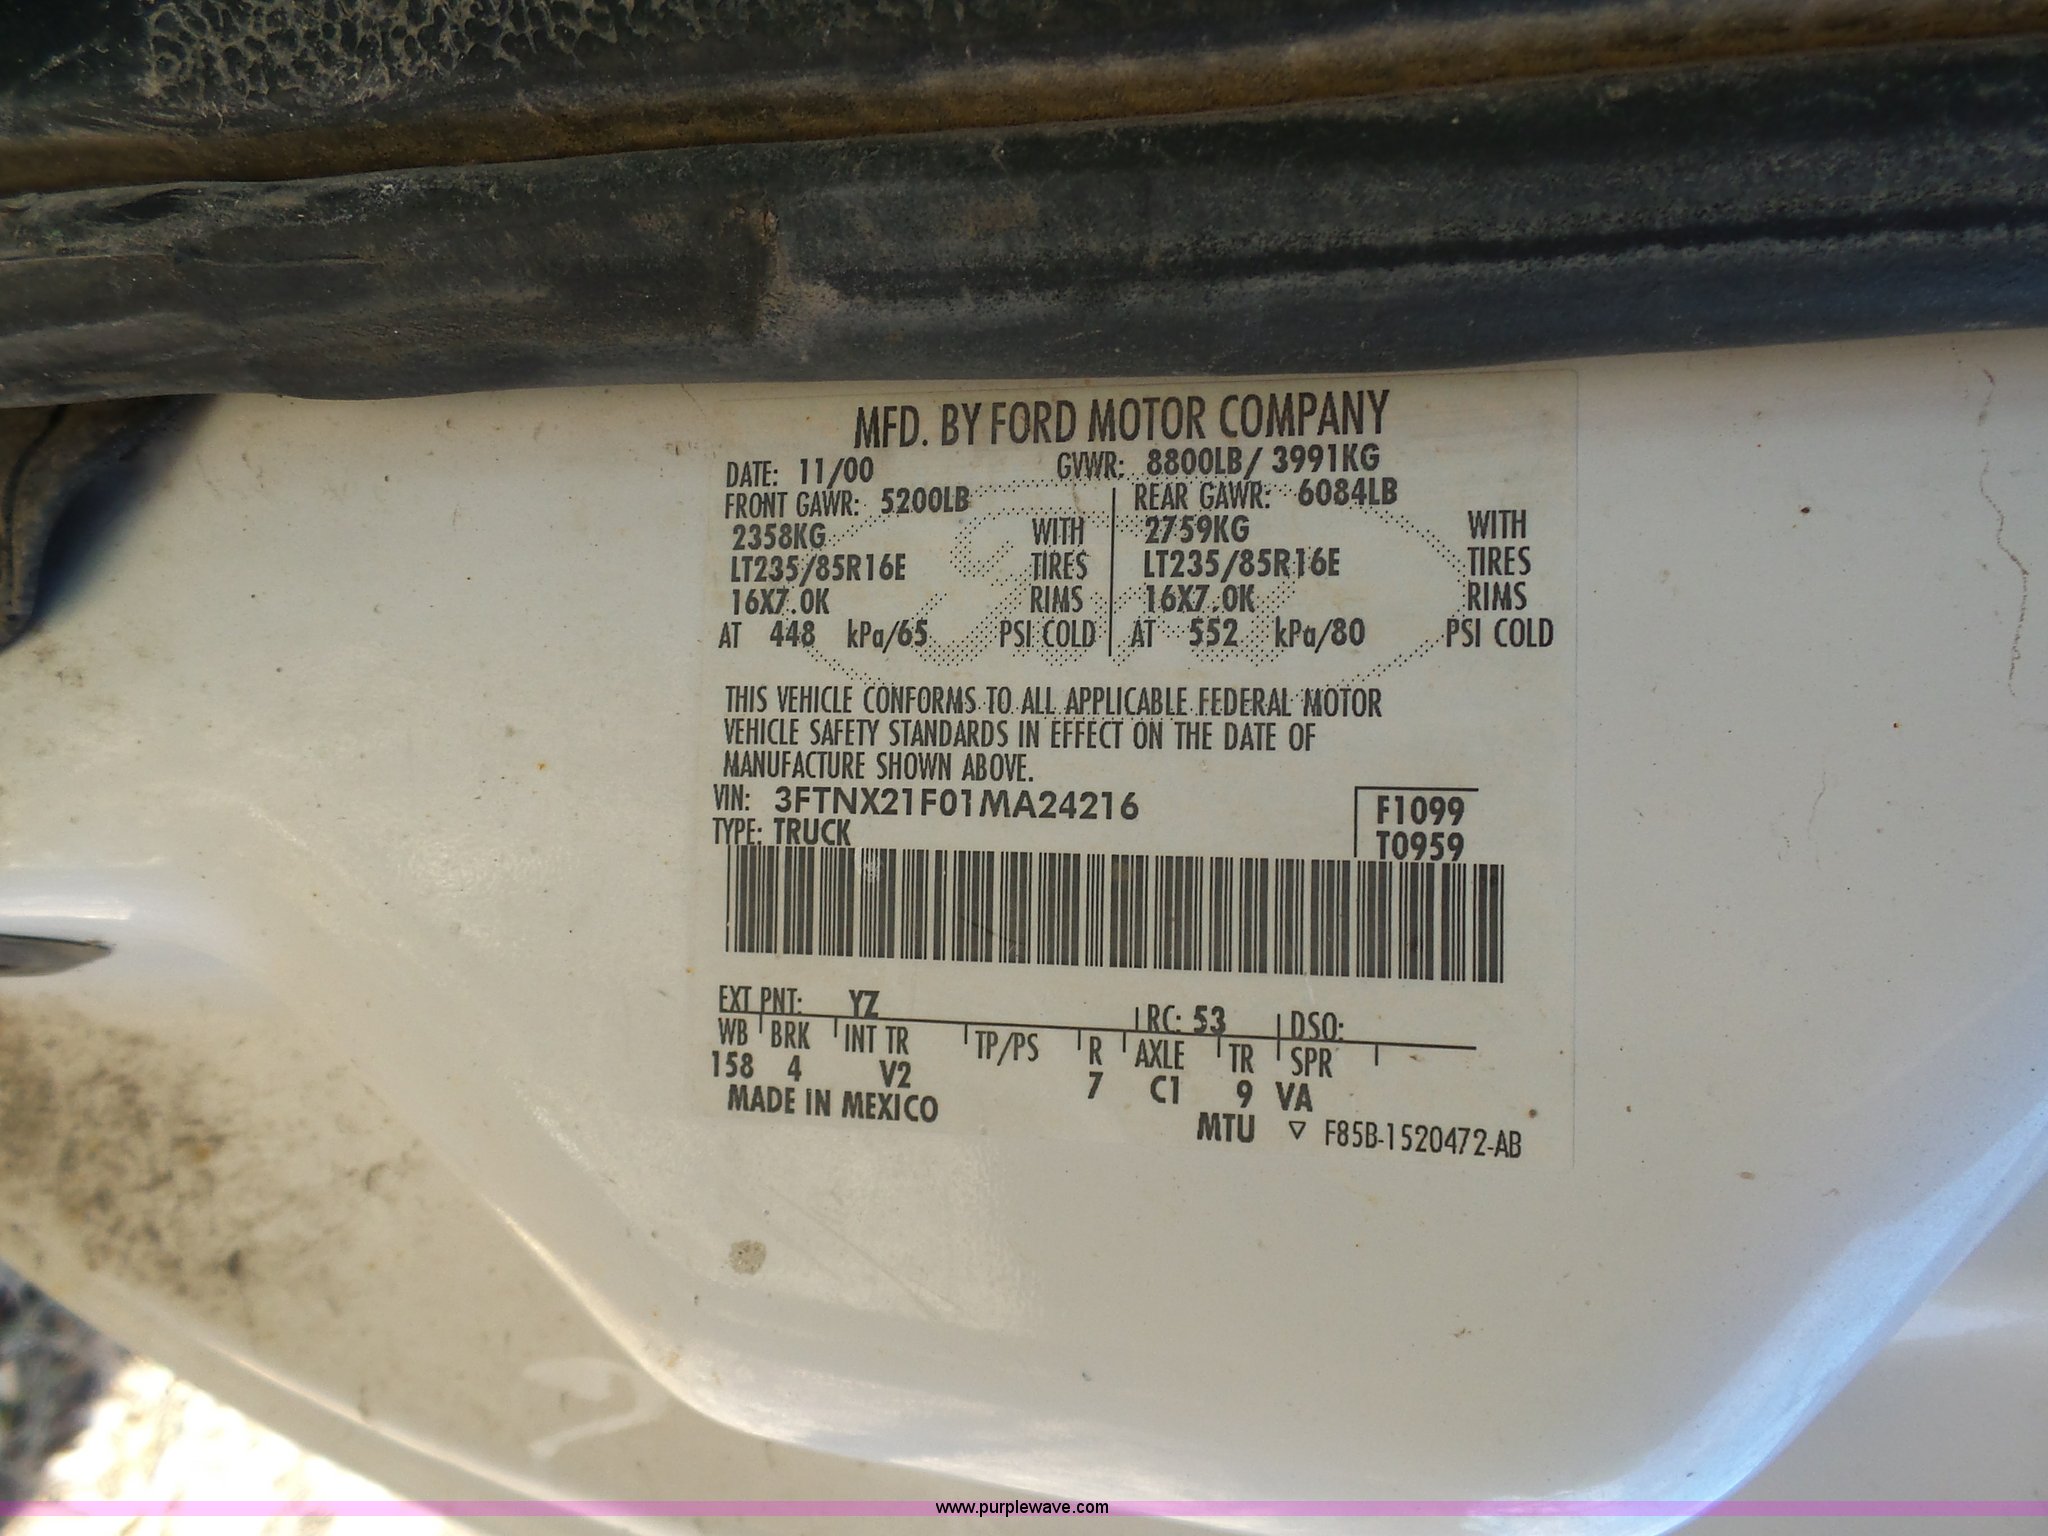 MFD. BY FORD MOTOR COMPANY
DATE: 11/00 GVWR: 8800LB/ 3991KG
FRONT GAWR: 5200LB REAR GAWR: 6084LB
2358KG WITH 2759KG WITH
LT235/85R16E TIRES LT235/85R16E TIRES
16X7.0K RIMS 16X7.0K RIMS
AT 448 kPa/65 PSI COLD AT 552 kPa/80 PSI COLD
THIS VEHICLE CONFORMS TO ALL APPLICABLE FEDERAL MOTOR
VEHICLE SAFETY STANDARDS IN EFFECT ON THE DATE OF
MANUFACTURE SHOWN ABOVE.
VIN: 3FTNX21F01MA24216 F1099
TYPE: TRUCK T0959
EXT PNT: YZ RC: 53 DSO:
WB BRK INT TR TP/PS R AXLE TR SPR
158 4 V2 7 C1 9 VA
MADE IN MEXICO MTU ▽ F85B-1520472-AB
www.purplewave.com